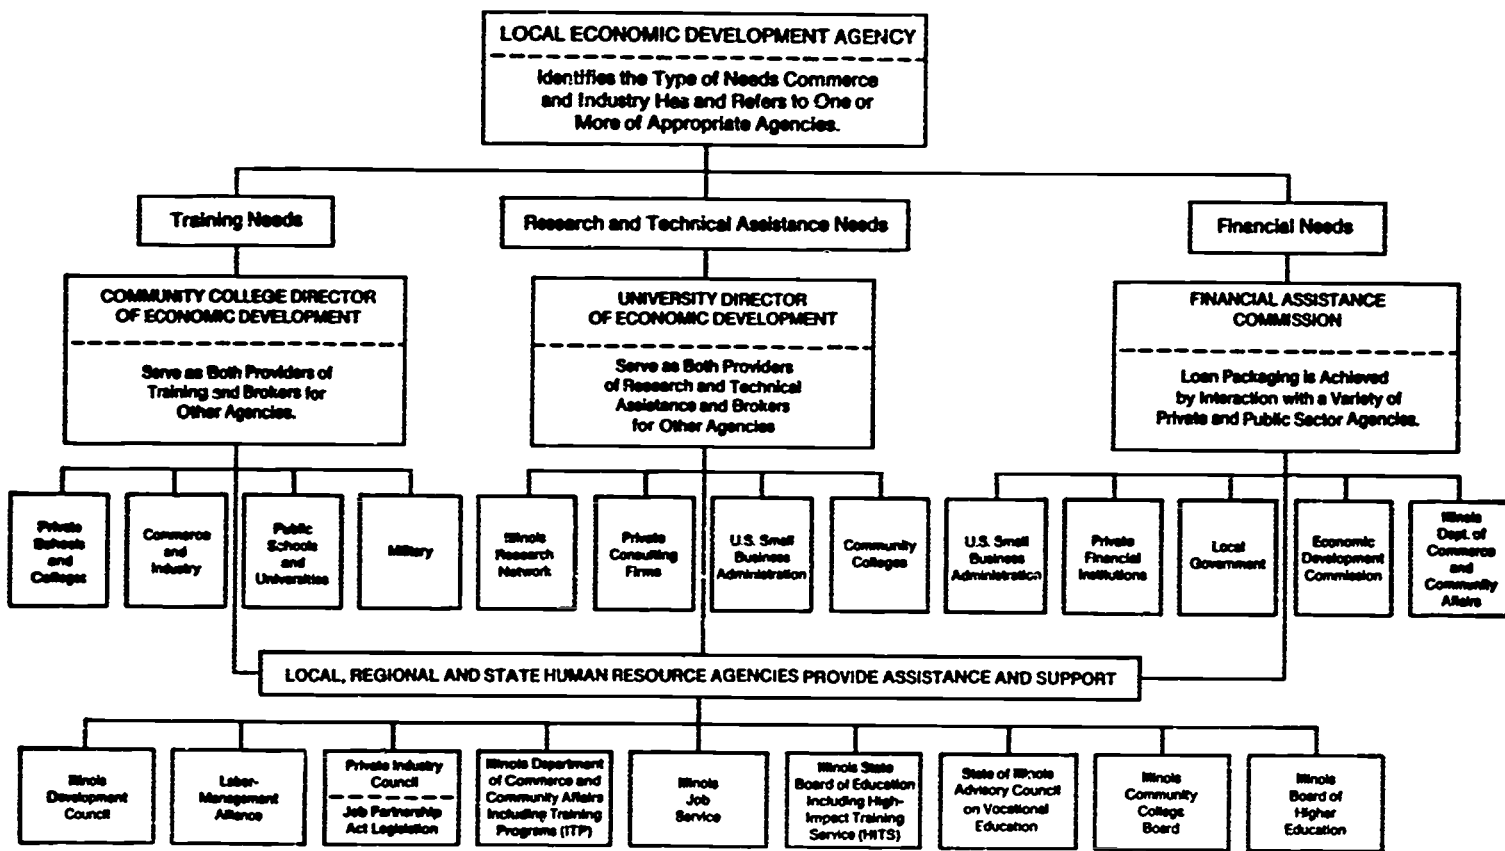 LOCAL ECONOMIC DEVELOPMENT AGENCY
Identifies the Type of Needs Commerce
and Industry Has and Refers to One or
More of Appropriate Agencies.
Training Needs
Research and Technical Assistance Needs
Financial Needs
COMMUNITY COLLEGE DIRECTOR
OF ECONOMIC DEVELOPMENT
Serve as Both Providers of
Training and Brokers for
Other Agencies.
UNIVERSITY DIRECTOR
OF ECONOMIC DEVELOPMENT
Serve as Both Providers
of Research and Technical
Assistance and Brokers
for Other Agencies
FINANCIAL ASSISTANCE
COMMISSION
Loan Packaging is Achieved
by Interaction with a Variety of
Private and Public Sector Agencies.
Private
Schools
and
Colleges
Commerce
and
Industry
Public
Schools
and
Universities
Military
Illinois
Research
Network
Private
Consulting
Firms
U.S. Small
Business
Administration
Community
Colleges
U.S. Small
Business
Administration
Private
Financial
Institutions
Local
Government
Economic
Development
Commission
Illinois
Dept. of
Commerce
and
Community
Affairs
LOCAL, REGIONAL AND STATE HUMAN RESOURCE AGENCIES PROVIDE ASSISTANCE AND SUPPORT
Illinois
Development
Council
Labor-
Management
Alliance
Private Industry
Council
Job Partnership
Act Legislation
Illinois Department
of Commerce and
Community Affairs
Including Training
Programs (ITP)
Illinois
Job
Service
Illinois State
Board of Education
Including High-
Impact Training
Service (HITS)
State of Illinois
Advisory Council
on Vocational
Education
Illinois
Community
College
Board
Illinois
Board of
Higher
Education